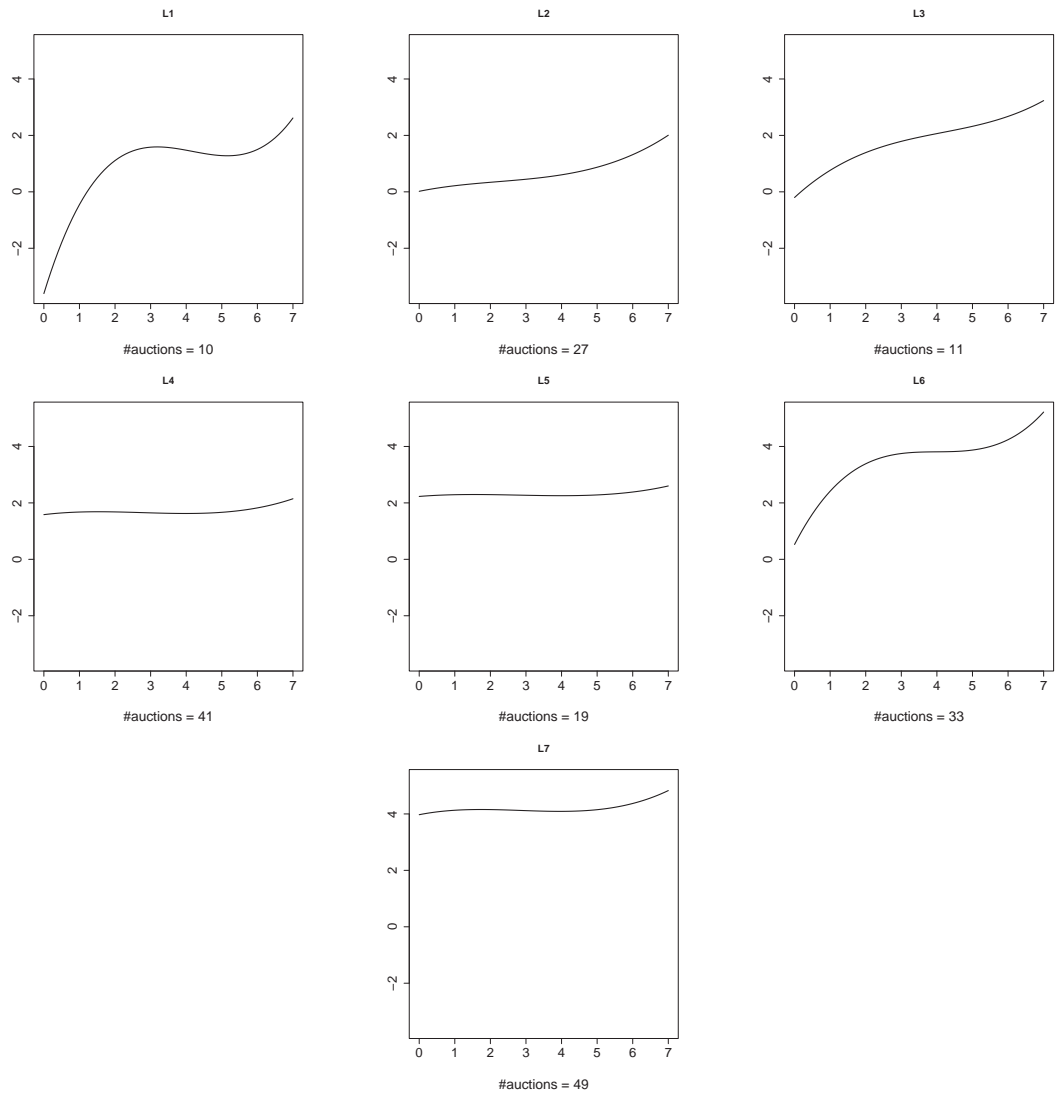 L1 L2 L3
4 4 4
2 2 2
0 0 0
−2 −2 −2
0 1 2 3 4 5 6 7 0 1 2 3 4 5 6 7 0 1 2 3 4 5 6 7
#auctions = 10 #auctions = 27 #auctions = 11
L4 L5 L6
4 4 4
2 2 2
0 0 0
−2 −2 −2
0 1 2 3 4 5 6 7 0 1 2 3 4 5 6 7 0 1 2 3 4 5 6 7
#auctions = 41 #auctions = 19 #auctions = 33
L7
4
2
0
−2
0 1 2 3 4 5 6 7
#auctions = 49